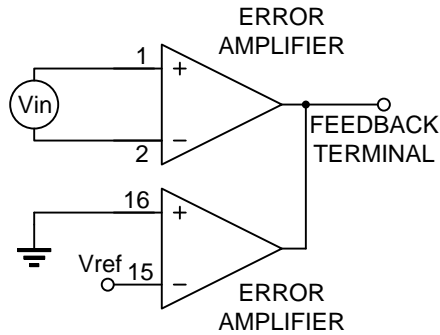 ERROR
AMPLIFIER
1
+
Vin
−
2
FEEDBACK
TERMINAL
16
+
Vref
15
−
ERROR
AMPLIFIER